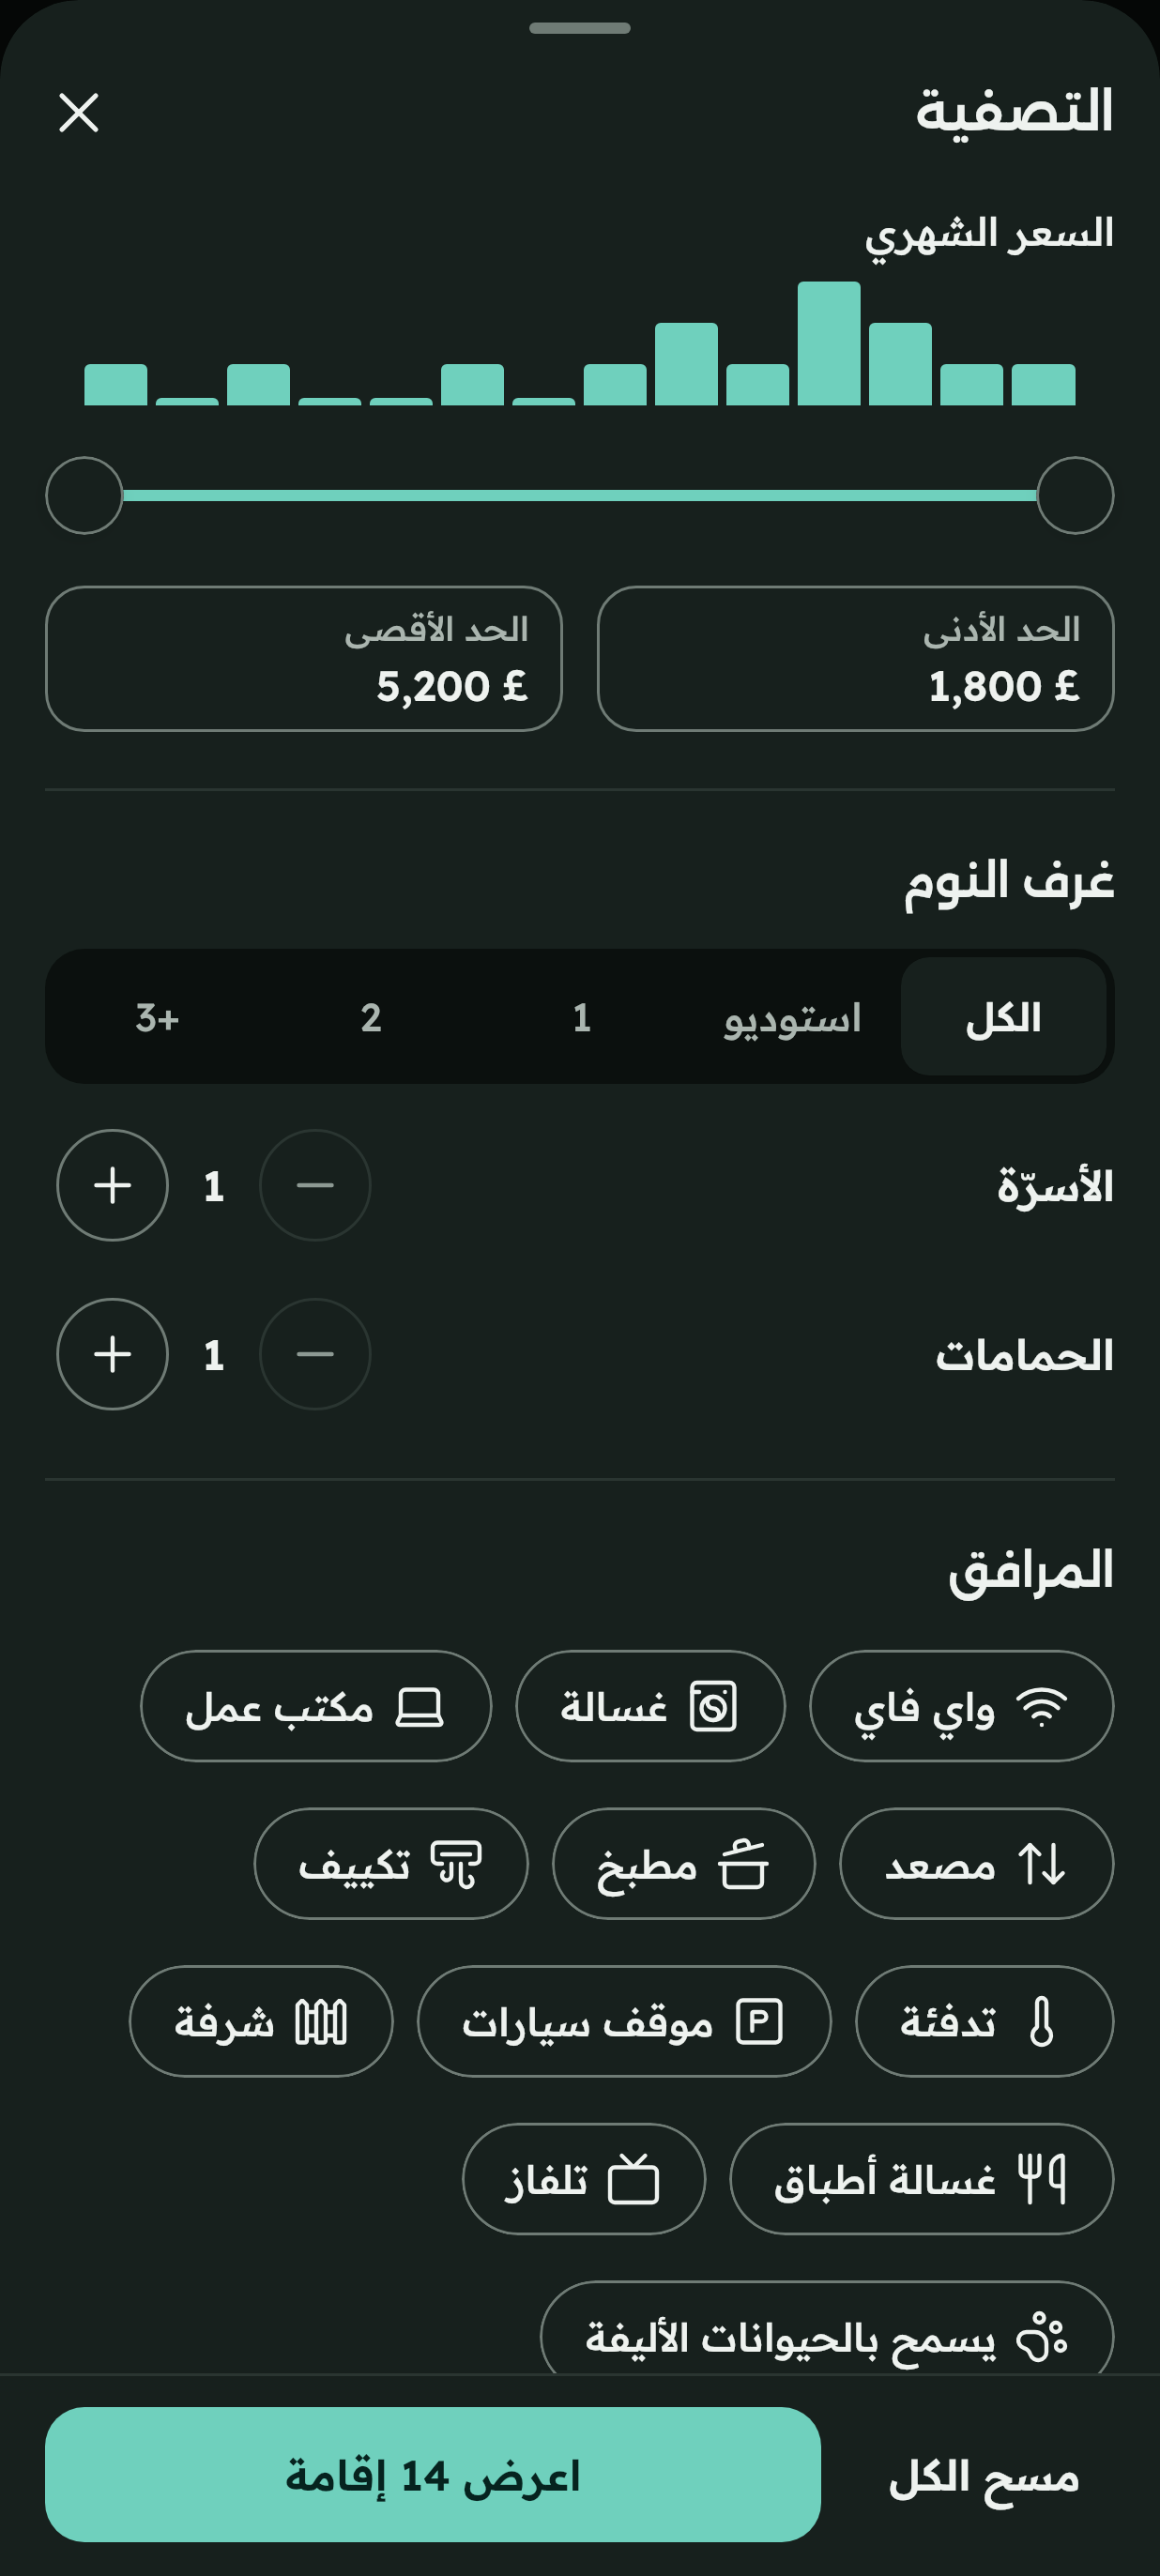 التصفية
السعر الشهري
الحد الأدنى
1,800 £
الحد الأقصى
5,200 £
غرف النوم
الكل
استوديو
1
2
3+
الأسرّة
1
الحمامات
1
المرافق
واي فاي
غسالة
مكتب عمل
مصعد
مطبخ
تكييف
تدفئة
موقف سيارات
شرفة
غسالة أطباق
تلفاز
يسمح بالحيوانات الأليفة
مسح الكل
اعرض 14 إقامة